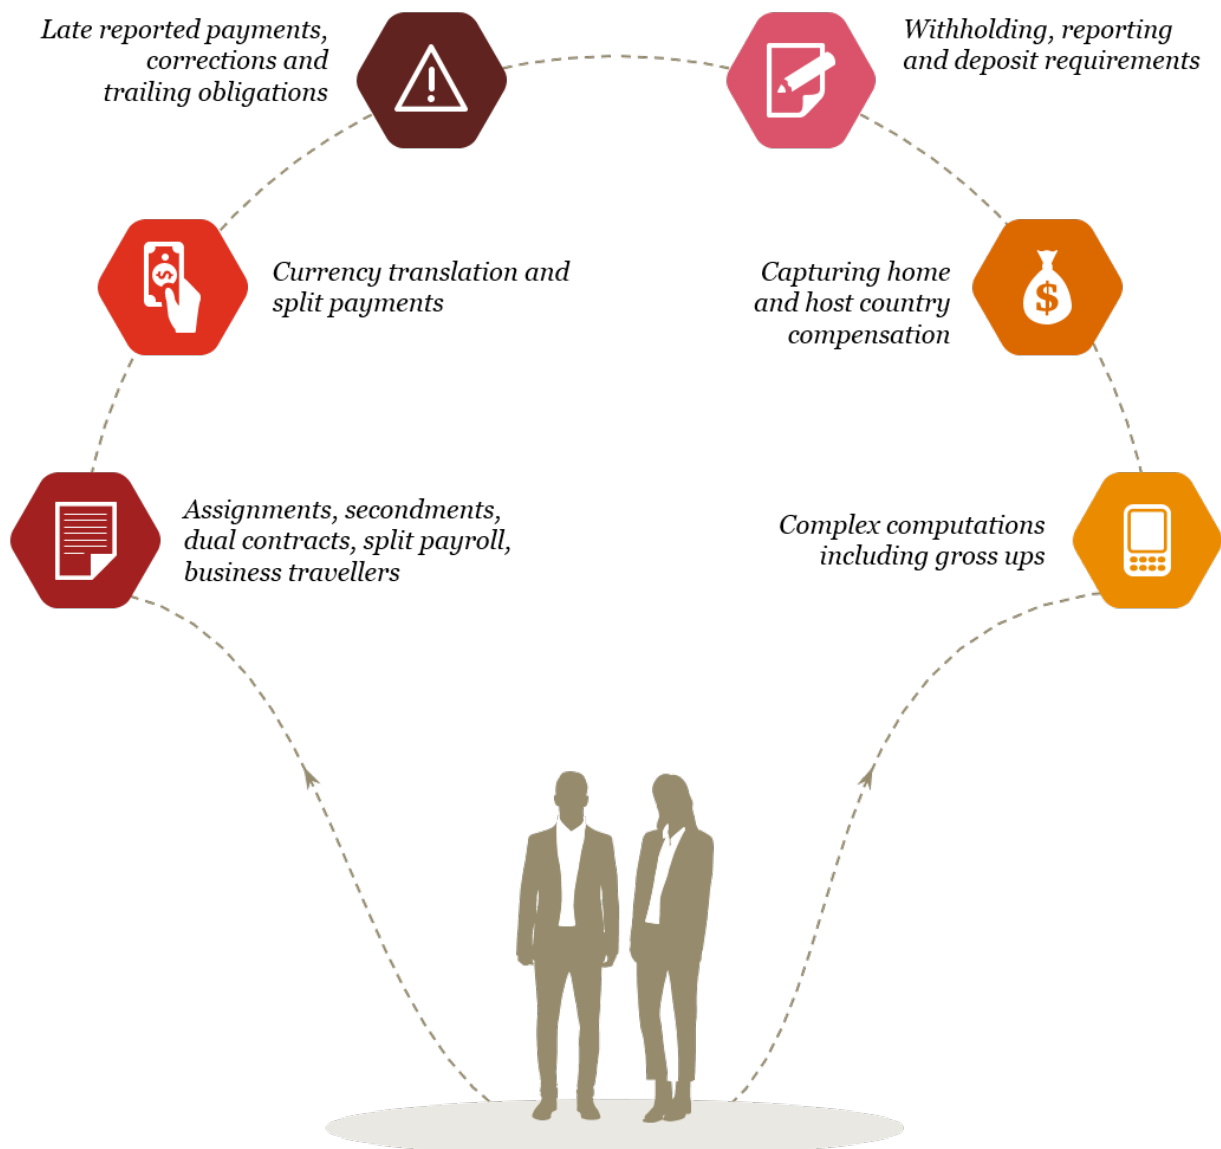 Late reported payments,
corrections and
trailing obligations
Withholding, reporting
and deposit requirements
Currency translation and
split payments
Capturing home
and host country
compensation
$
Assignments, secondments,
dual contracts, split payroll,
business travellers
Complex computations
including gross ups